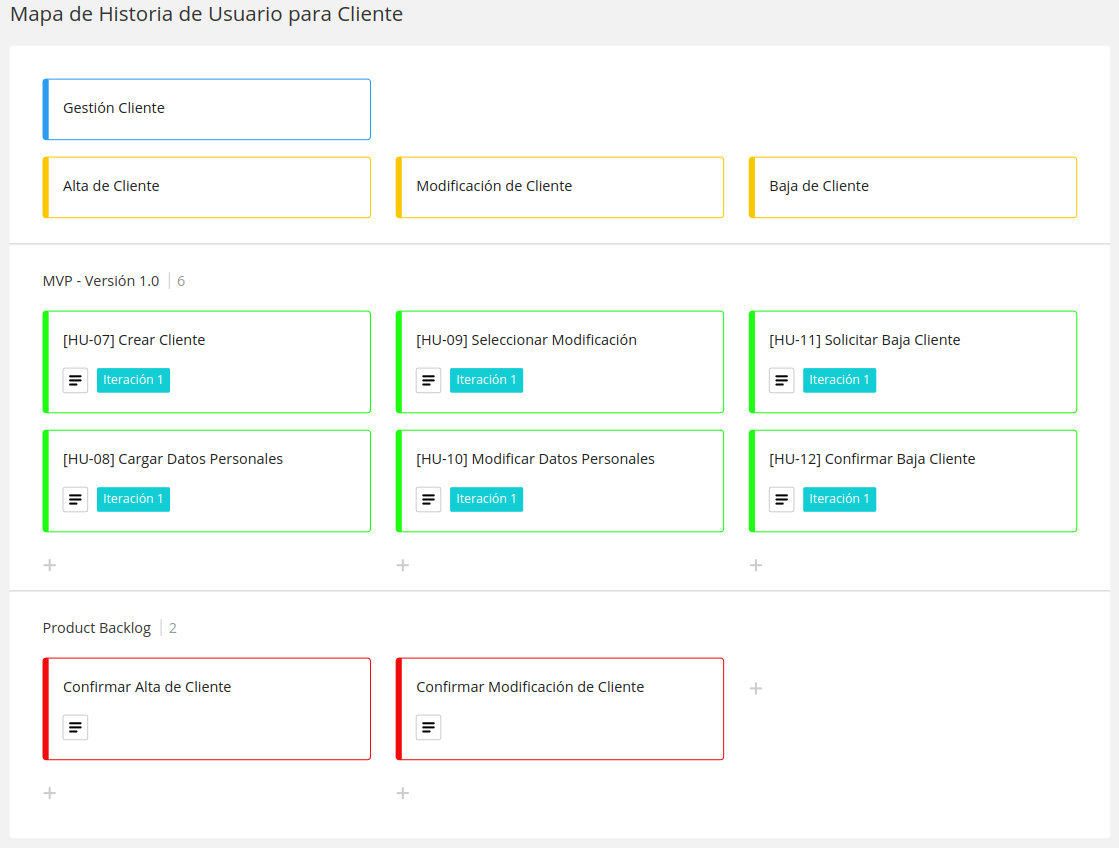 Mapa de Historia de Usuario para Cliente
Gestión Cliente
Alta de Cliente
Modificación de Cliente
Baja de Cliente
MVP - Versión 1.0 6
[HU-07] Crear Cliente
Iteración 1
[HU-09] Seleccionar Modificación
Iteración 1
[HU-11] Solicitar Baja Cliente
Iteración 1
[HU-08] Cargar Datos Personales
Iteración 1
[HU-10] Modificar Datos Personales
Iteración 1
[HU-12] Confirmar Baja Cliente
Iteración 1
Product Backlog 2
Confirmar Alta de Cliente
Confirmar Modificación de Cliente